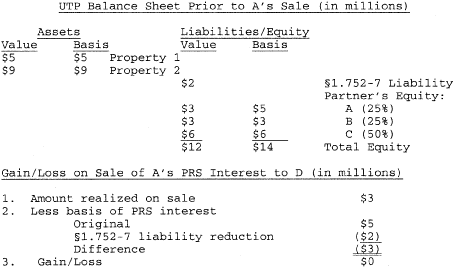 UTP Balance Sheet Prior to A's Sale (in millions)
Assets Liabilities/Equity
Value Basis Value Basis
$5 $5 Property 1
$9 $9 Property 2
$2 §1.752-7 Liability
Partner's Equity:
$3 $5 A (25%)
$3 $3 B (25%)
$6 $6 C (50%)
$12 $14 Total Equity
Gain/Loss on Sale of A's PRS Interest to D (in millions)
1. Amount realized on sale $3
2. Less basis of PRS interest
Original $5
§1.752-7 liability reduction ($2)
Difference ($3)
3. Gain/Loss $0